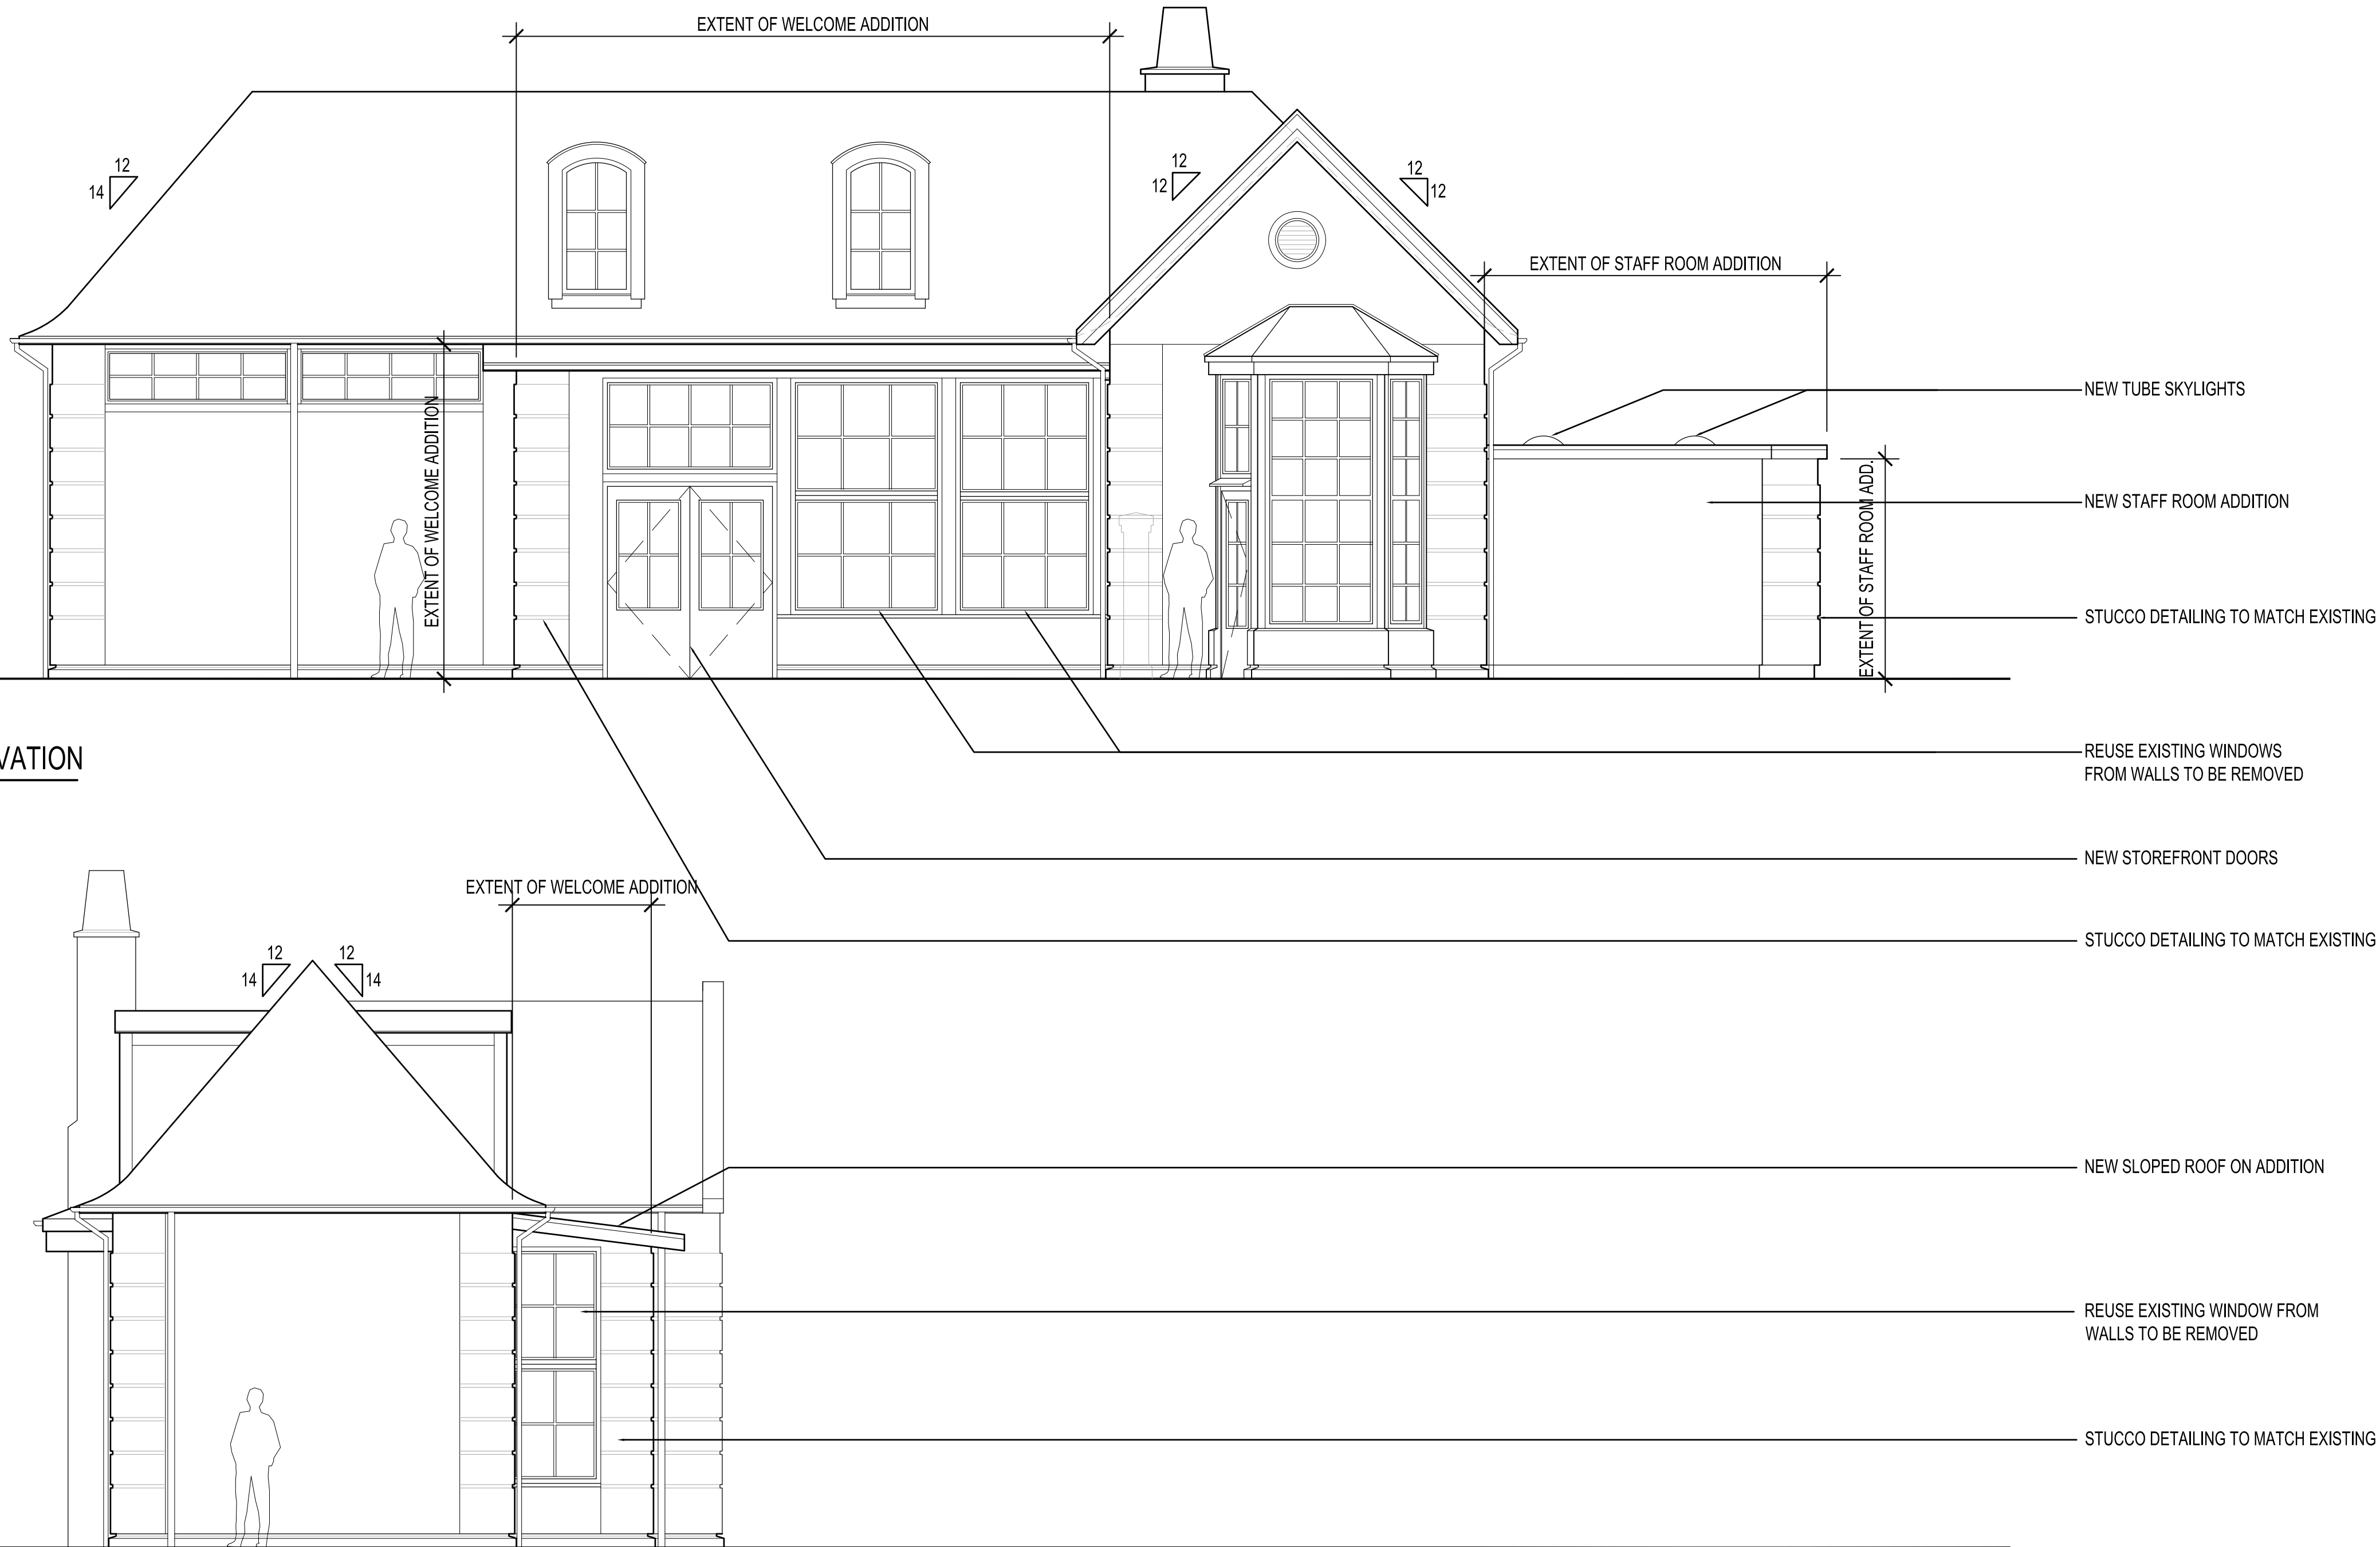 EXTENT OF WELCOME ADDITION
12
14
12
12
12
12
EXTENT OF STAFF ROOM ADDITION
NEW TUBE SKYLIGHTS
EXTENT OF WELCOME ADDITION
EXTENT OF STAFF ROOM ADD.
NEW STAFF ROOM ADDITION
STUCCO DETAILING TO MATCH EXISTING
VATION
REUSE EXISTING WINDOWS
FROM WALLS TO BE REMOVED
NEW STOREFRONT DOORS
EXTENT OF WELCOME ADDITION
STUCCO DETAILING TO MATCH EXISTING
12
14
12
14
NEW SLOPED ROOF ON ADDITION
REUSE EXISTING WINDOW FROM
WALLS TO BE REMOVED
STUCCO DETAILING TO MATCH EXISTING